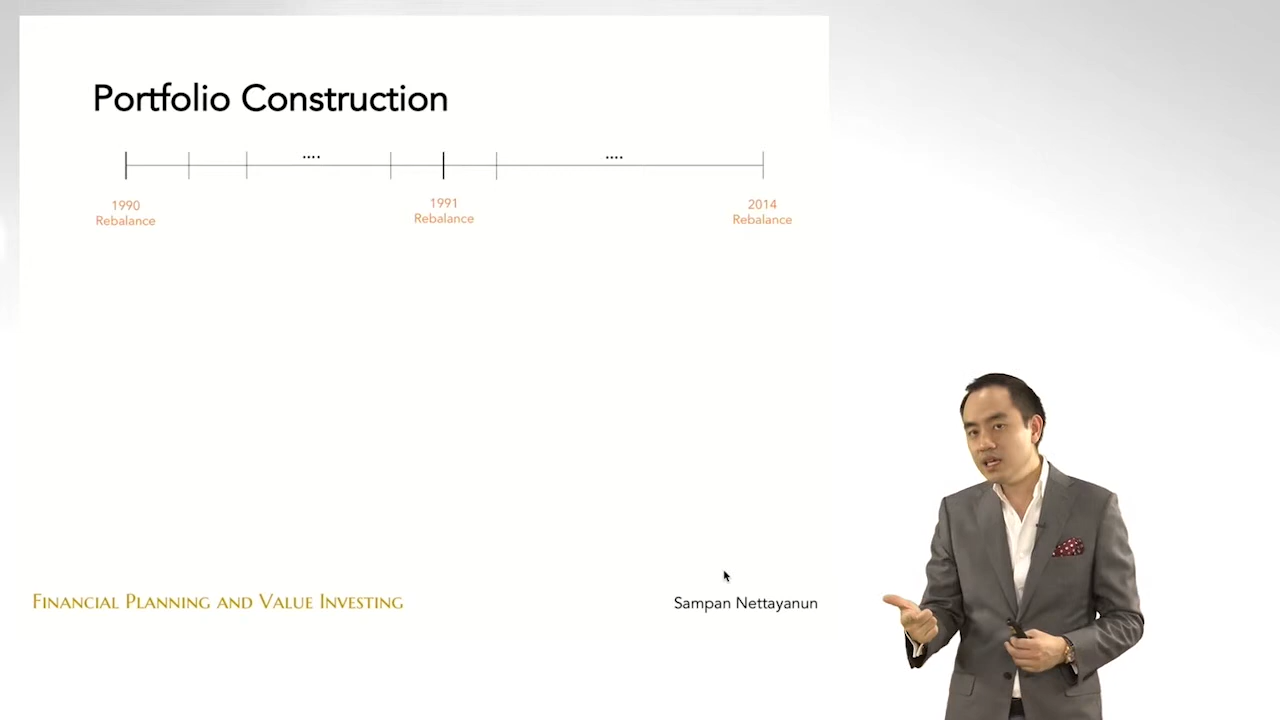 Portfolio Construction
.... ....
1990 1991 2014
Rebalance Rebalance Rebalance
Financial Planning and Value Investing
Sampan Nettayanun